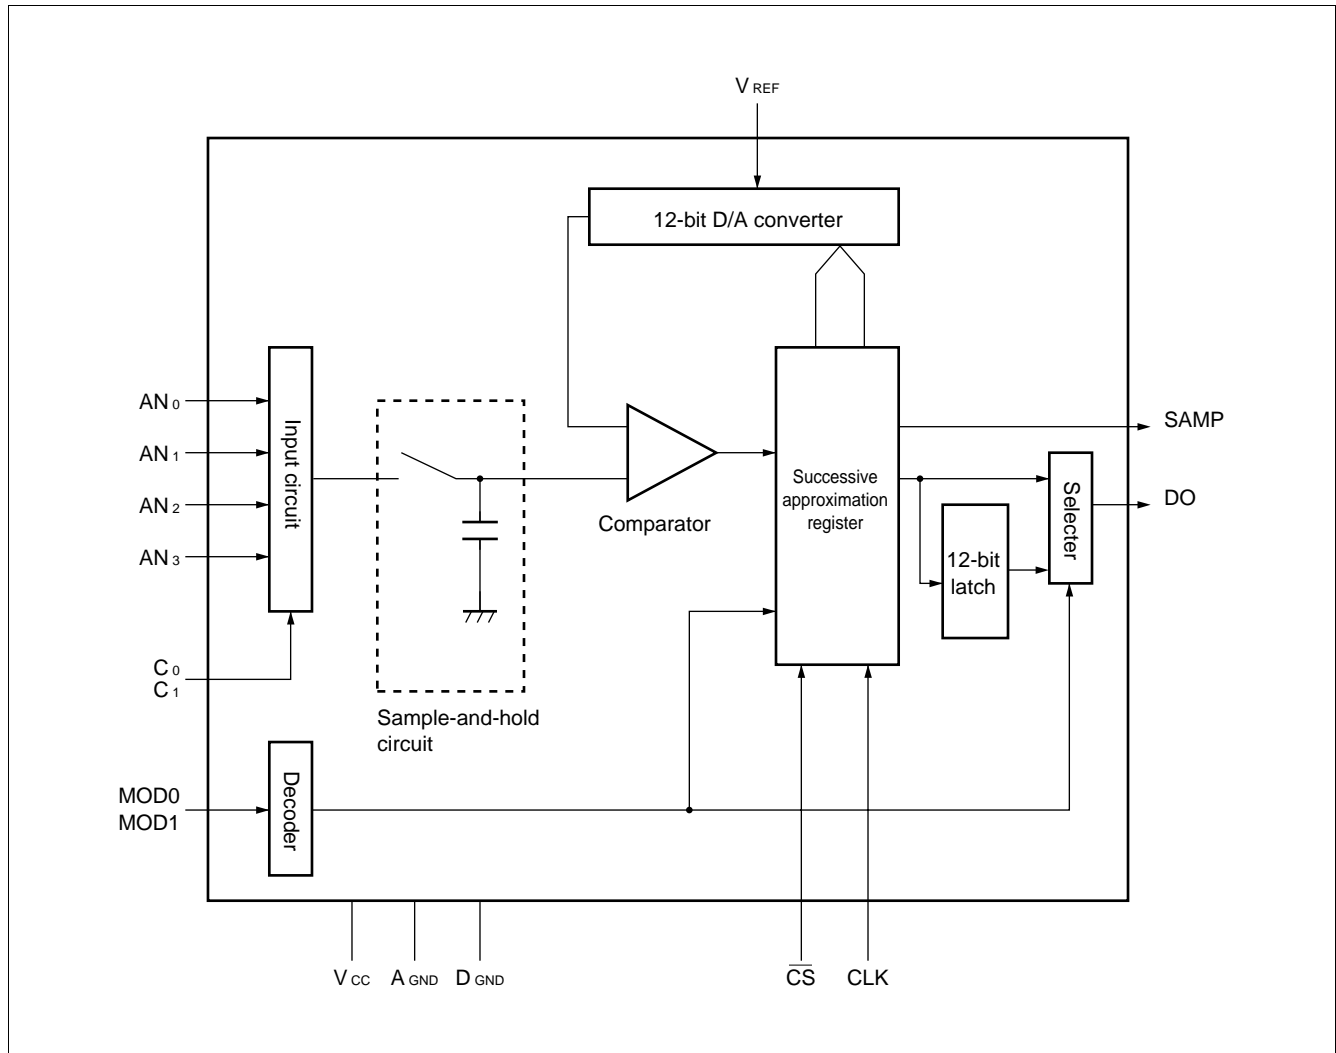 V REF
12-bit D/A converter
AN 0
AN 1
AN 2
AN 3
Input circuit
C 0
C 1
Sample-and-hold
circuit
Comparator
Successive
approximation
register
SAMP
DO
Selecter
12-bit
latch
MOD0
MOD1
Decoder
V CC
A GND
D GND
CS
CLK